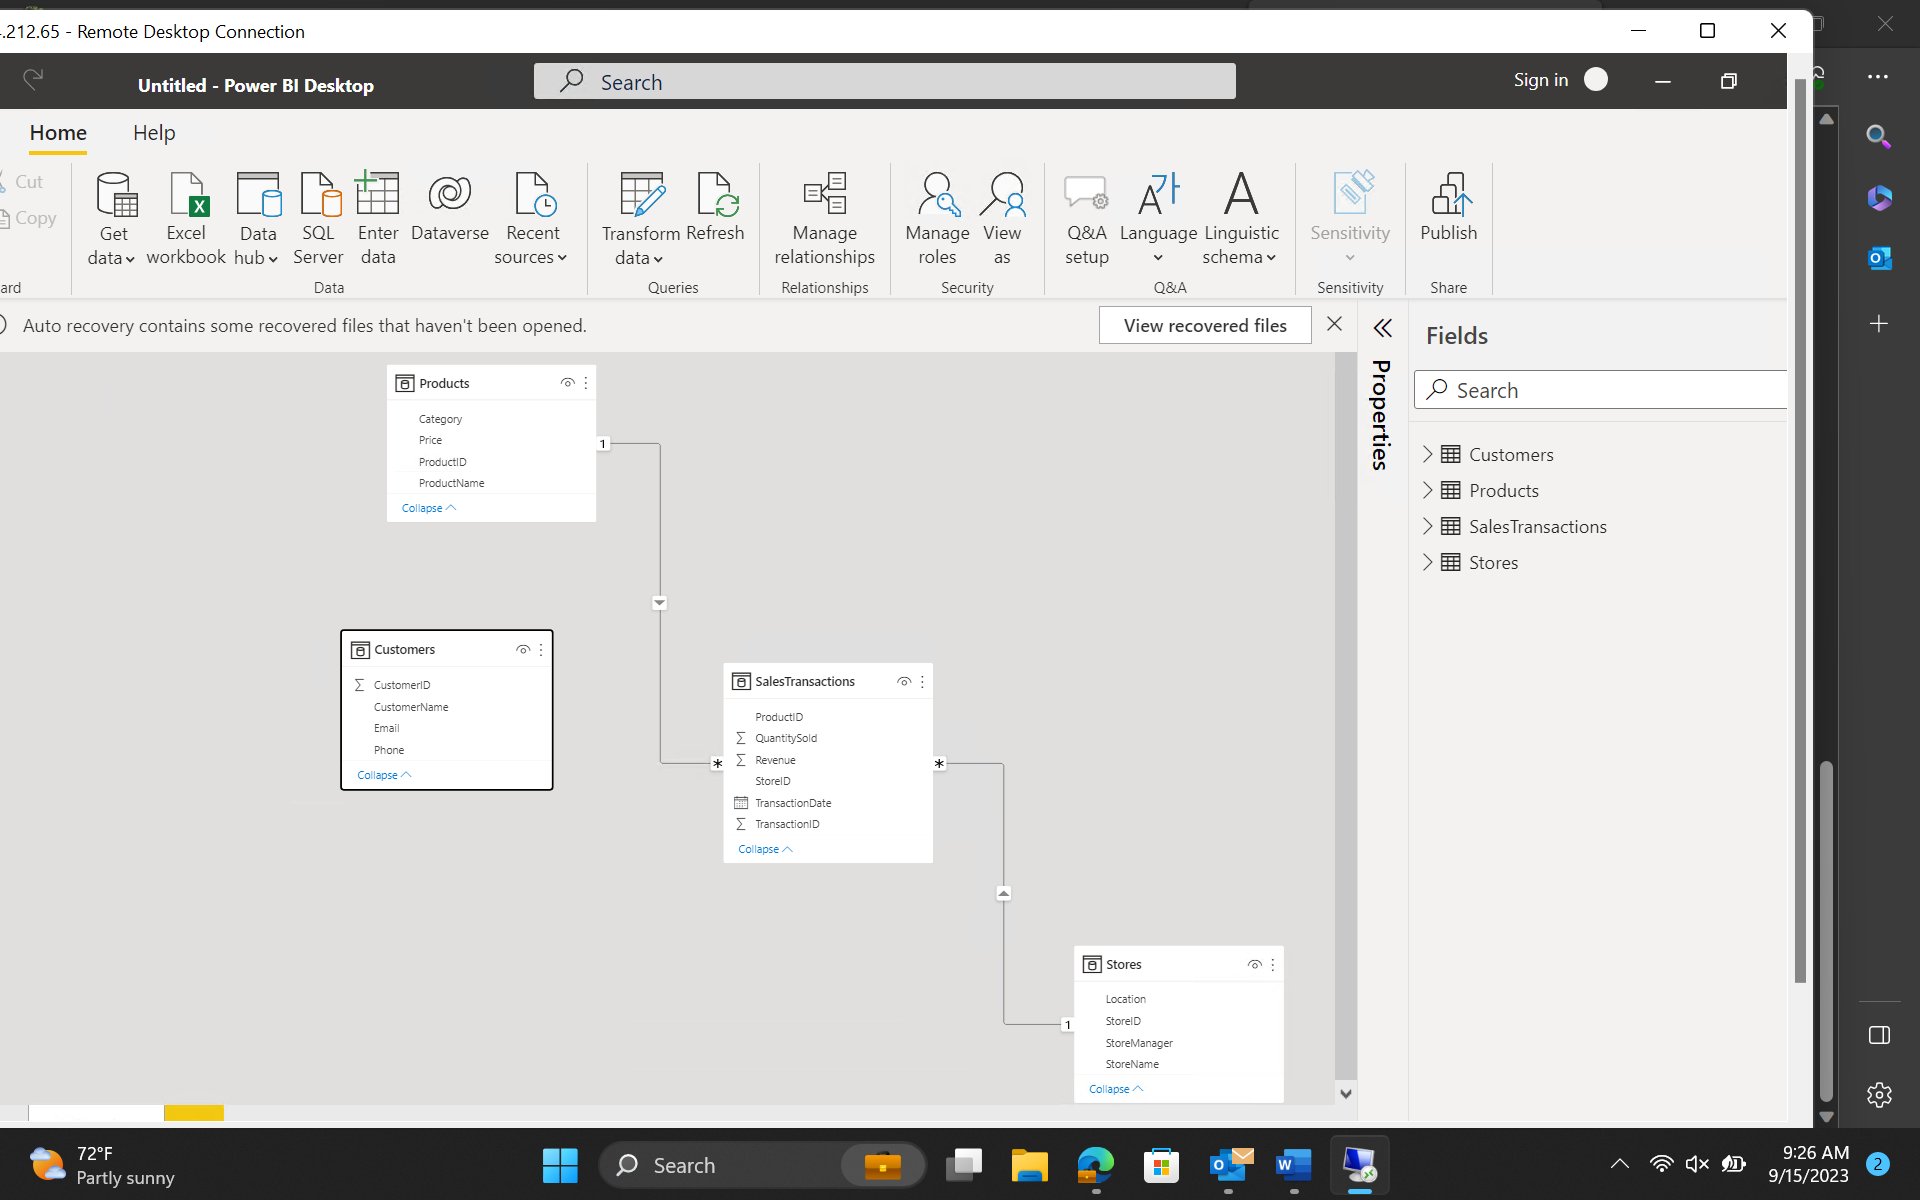 .212.65 - Remote Desktop Connection
Untitled - Power BI Desktop
Search
Sign in
Home
Help
Cut
Copy
ard
Get data
Excel workbook
Data hub
SQL Server
Enter data
Dataverse
Recent sources
Data
Transform data
Refresh
Queries
Manage relationships
Relationships
Manage roles
View as
Security
Q&A setup
Language
Linguistic schema
Q&A
Sensitivity
Sensitivity
Publish
Share
Auto recovery contains some recovered files that haven't been opened.
View recovered files
Products
Category
Price
ProductID
ProductName
Collapse
1
Customers
CustomerID
CustomerName
Email
Phone
Collapse
SalesTransactions
ProductID
QuantitySold
Revenue
StoreID
TransactionDate
TransactionID
Collapse
*
*
Stores
Location
StoreID
StoreManager
StoreName
Collapse
1
Properties
Fields
Search
Customers
Products
SalesTransactions
Stores
72°F
Partly sunny
Search
9:26 AM
9/15/2023
2